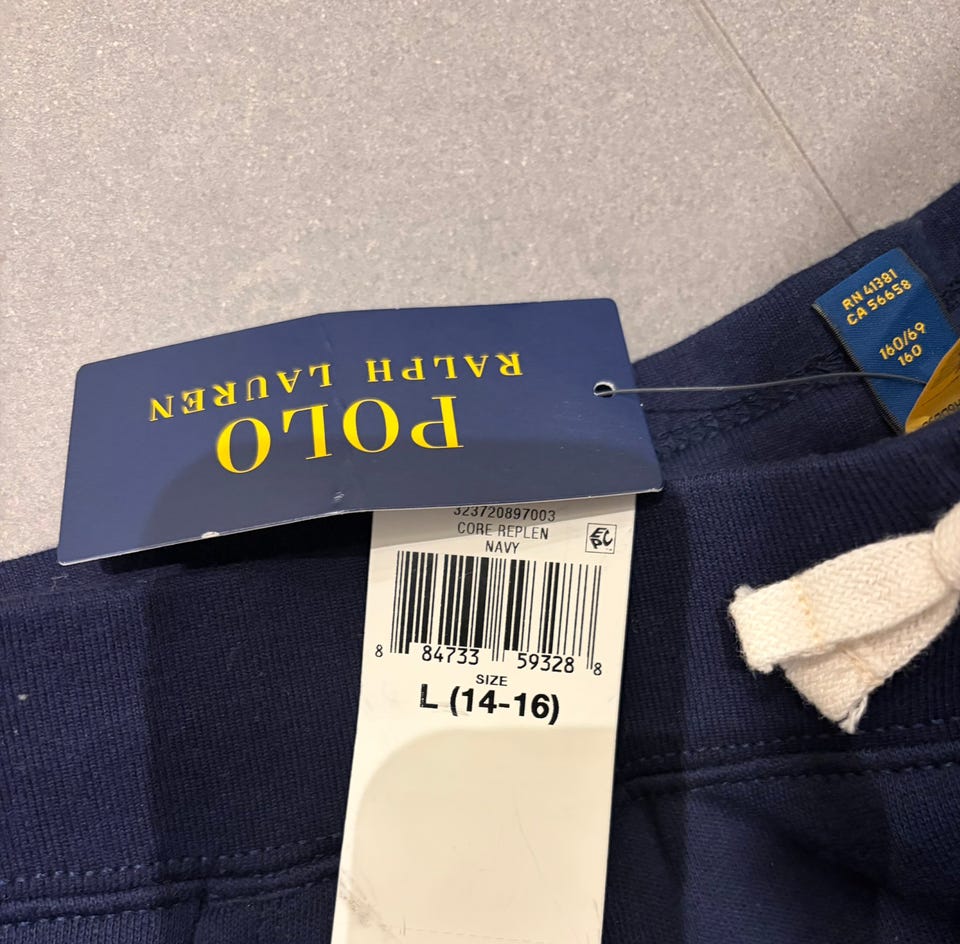 POLO
RALPH LAUREN
323720897003
CORE REPLEN
NAVY
8 84733 59328 8
SIZE
L (14-16)
RN 41381
CA 56658
160/69
160